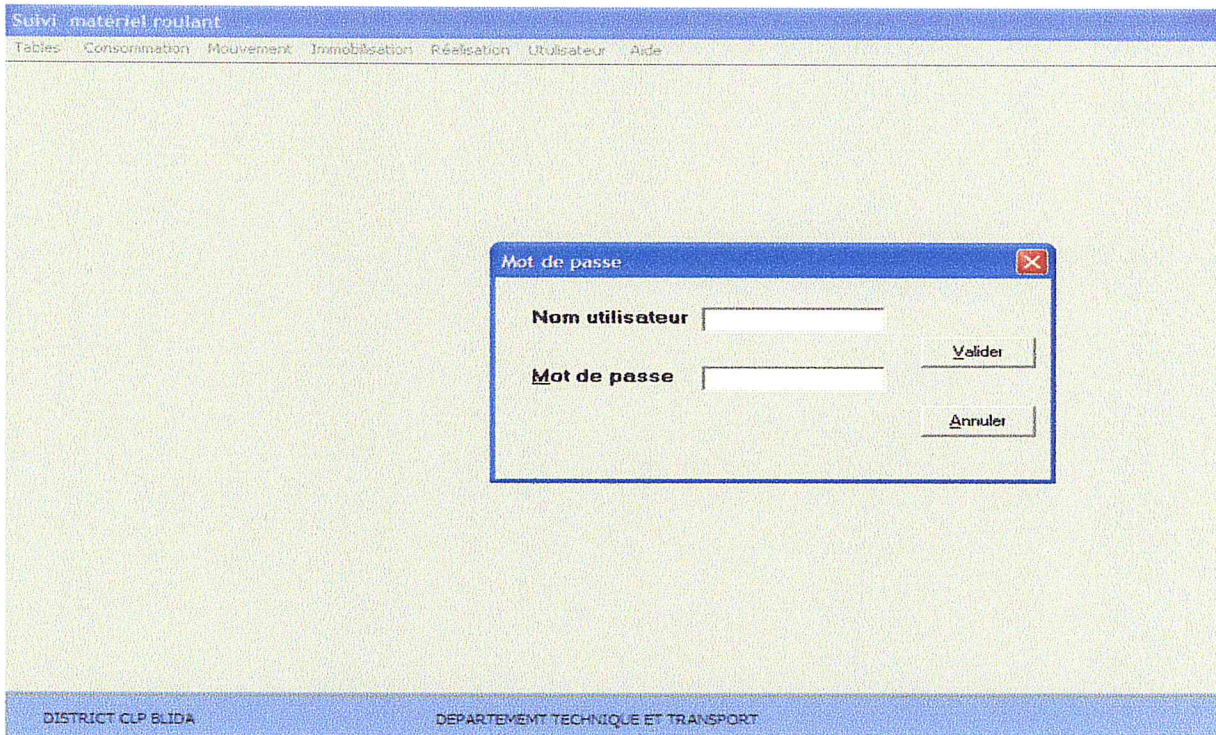 Suivi matériel roulant
Tables Consommation Mouvement Immobilisation Réalisation Utulisateur Aide
Mot de passe
Nom utilisateur
Valider
Mot de passe
Annuler
DISTRICT CLP BLIDA DEPARTEMEMT TECHNIQUE ET TRANSPORT